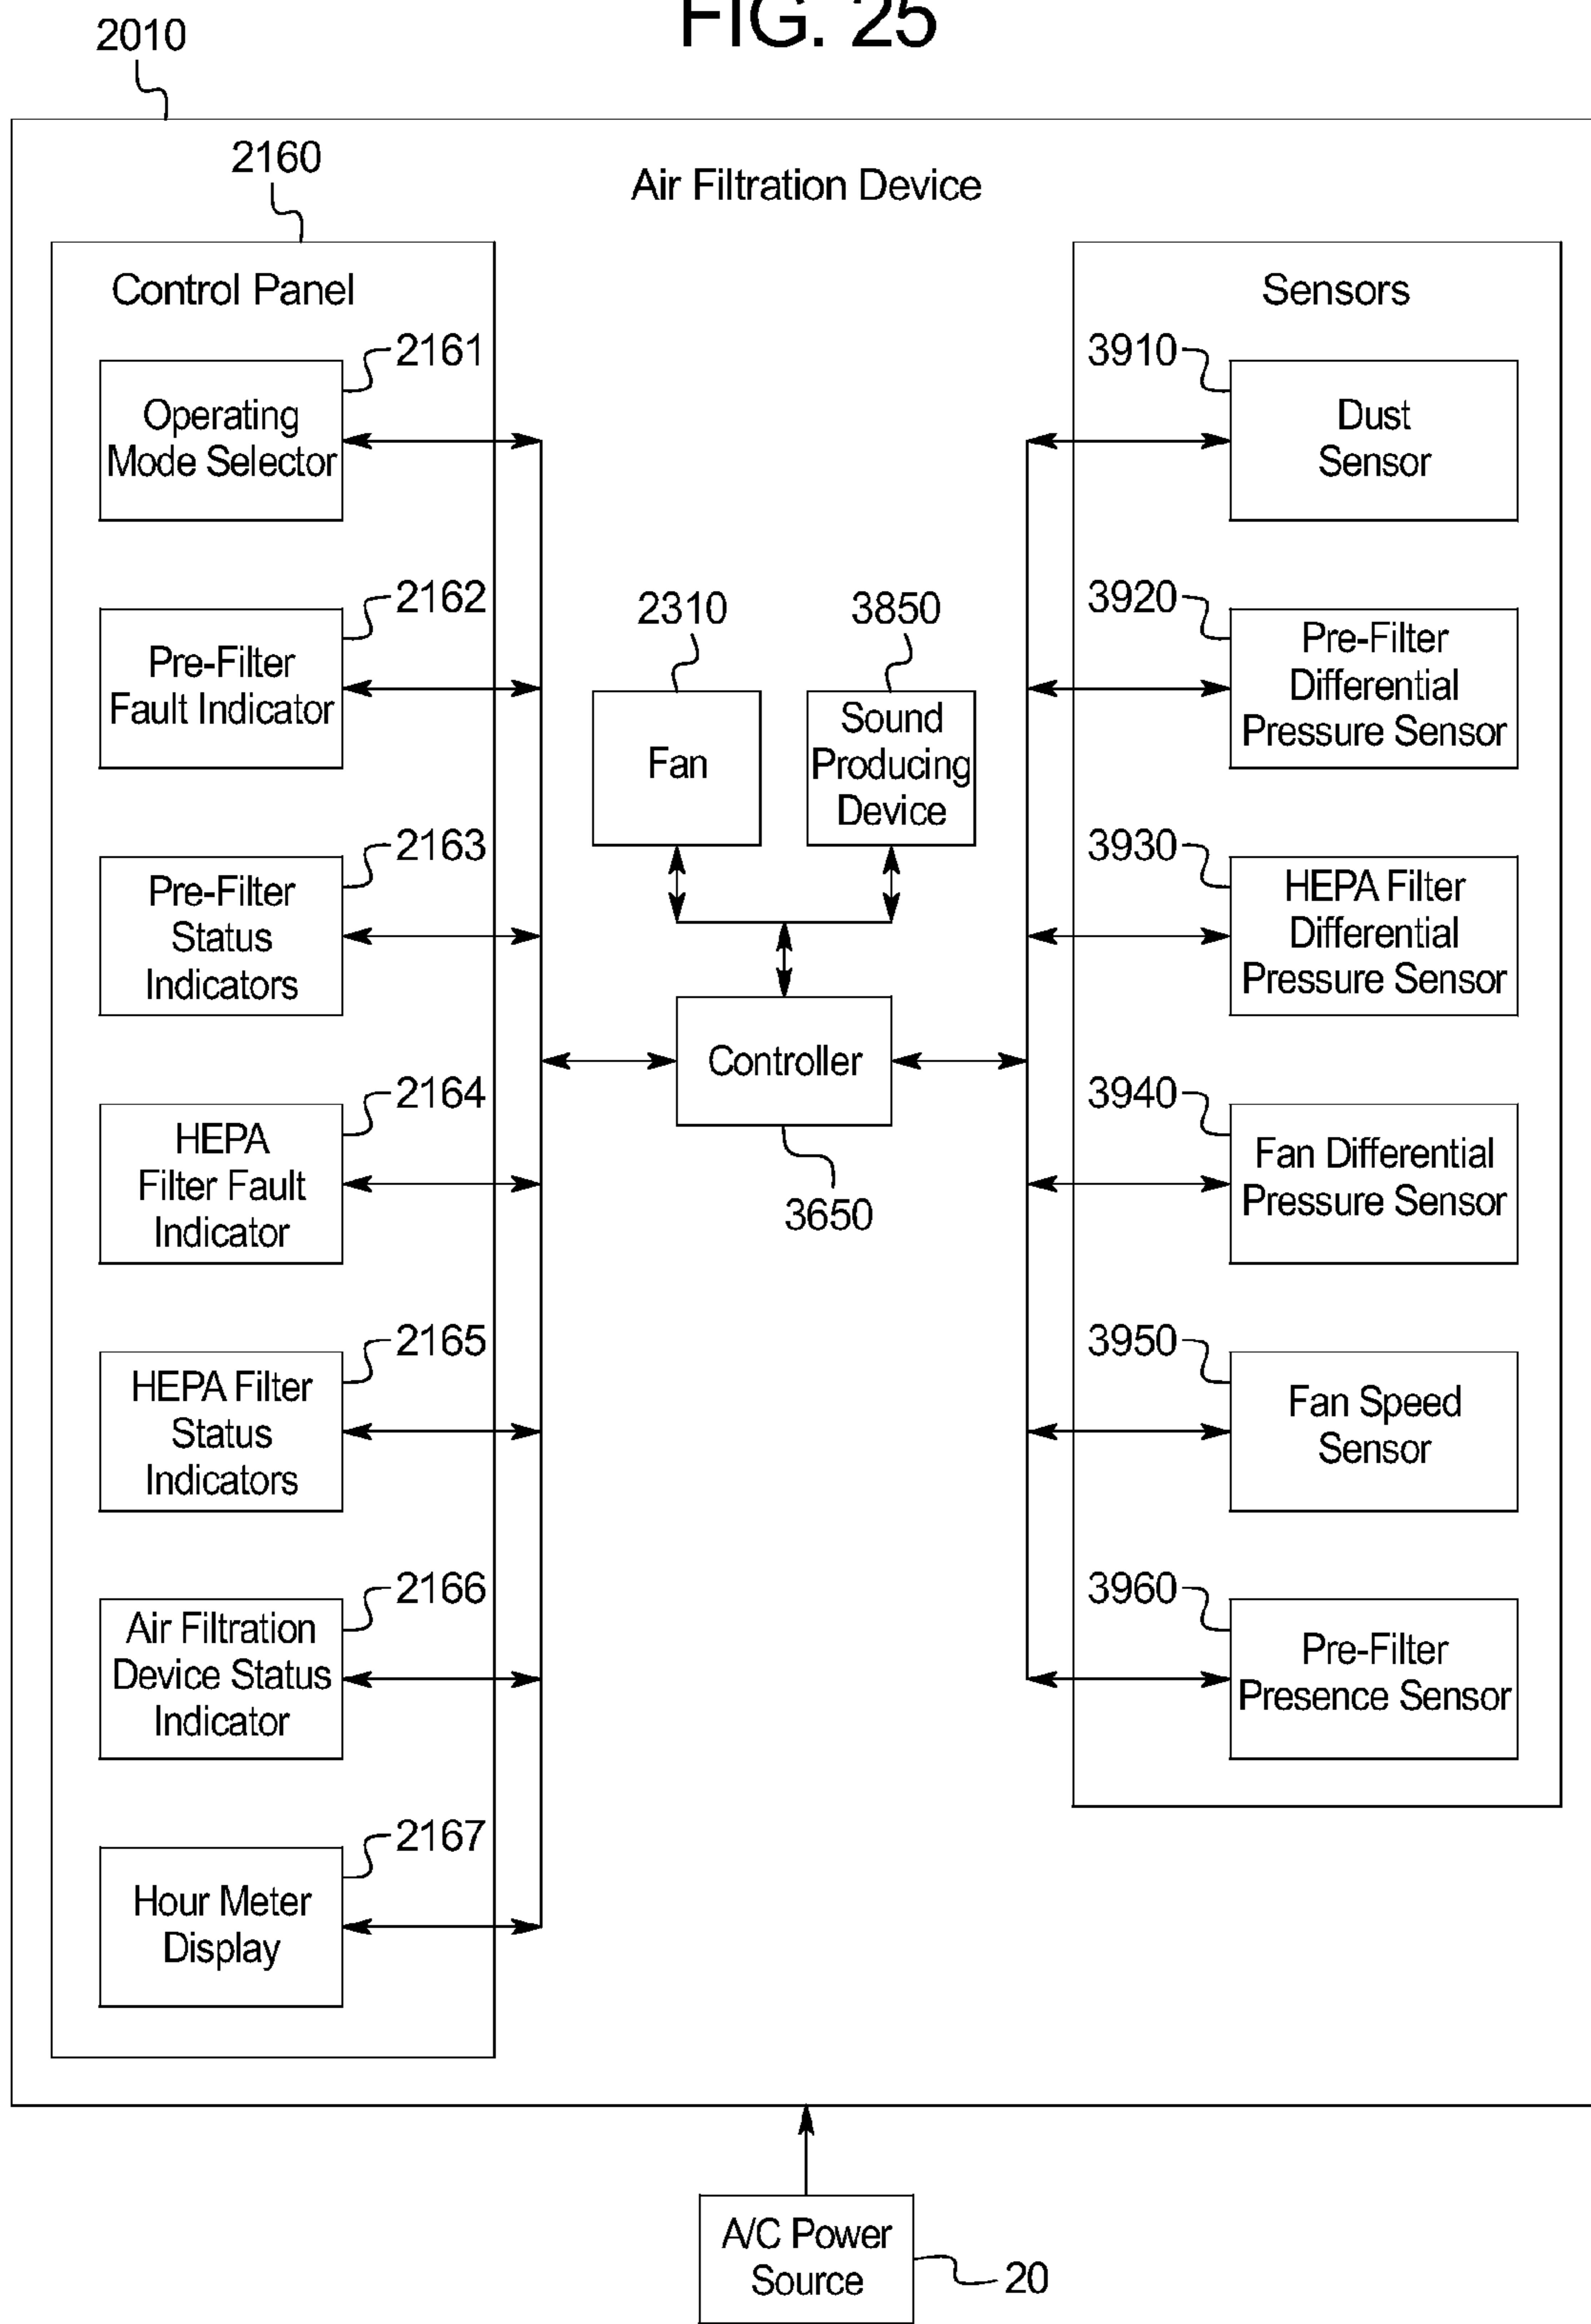 FIG. 25
2010
Air Filtration Device
2160
Control Panel
2161
Operating
Mode Selector
2162
Pre-Filter
Fault Indicator
2163
Pre-Filter
Status
Indicators
2164
HEPA
Filter Fault
Indicator
2165
HEPA Filter
Status
Indicators
2166
Air Filtration
Device Status
Indicator
2167
Hour Meter
Display
2310
Fan
3850
Sound
Producing
Device
Controller
3650
Sensors
3910
Dust
Sensor
3920
Pre-Filter
Differential
Pressure Sensor
3930
HEPA Filter
Differential
Pressure Sensor
3940
Fan Differential
Pressure Sensor
3950
Fan Speed
Sensor
3960
Pre-Filter
Presence Sensor
A/C Power
Source
20